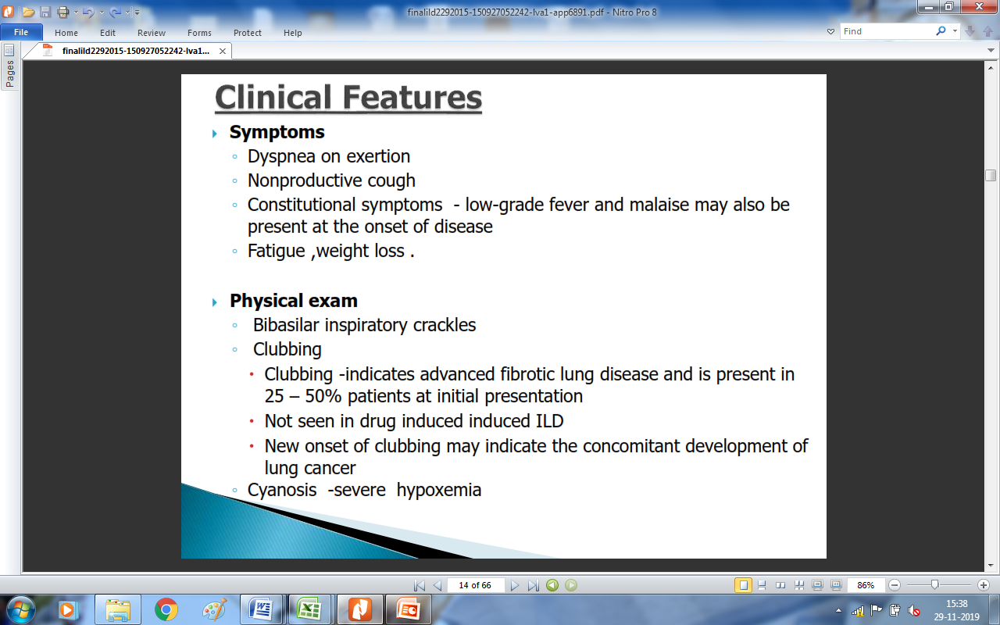 finalild2292015-150927052242-lva1-app6891.pdf - Nitro Pro 8
File Home Edit Review Forms Protect Help
Find
finalild2292015-150927052242-lva1...
Pages
Clinical Features
Symptoms
Dyspnea on exertion
Nonproductive cough
Constitutional symptoms - low-grade fever and malaise may also be
present at the onset of disease
Fatigue ,weight loss .
Physical exam
Bibasilar inspiratory crackles
Clubbing
Clubbing -indicates advanced fibrotic lung disease and is present in
25 – 50% patients at initial presentation
Not seen in drug induced induced ILD
New onset of clubbing may indicate the concomitant development of
lung cancer
Cyanosis -severe hypoxemia
14 of 66
86%
15:38
29-11-2019